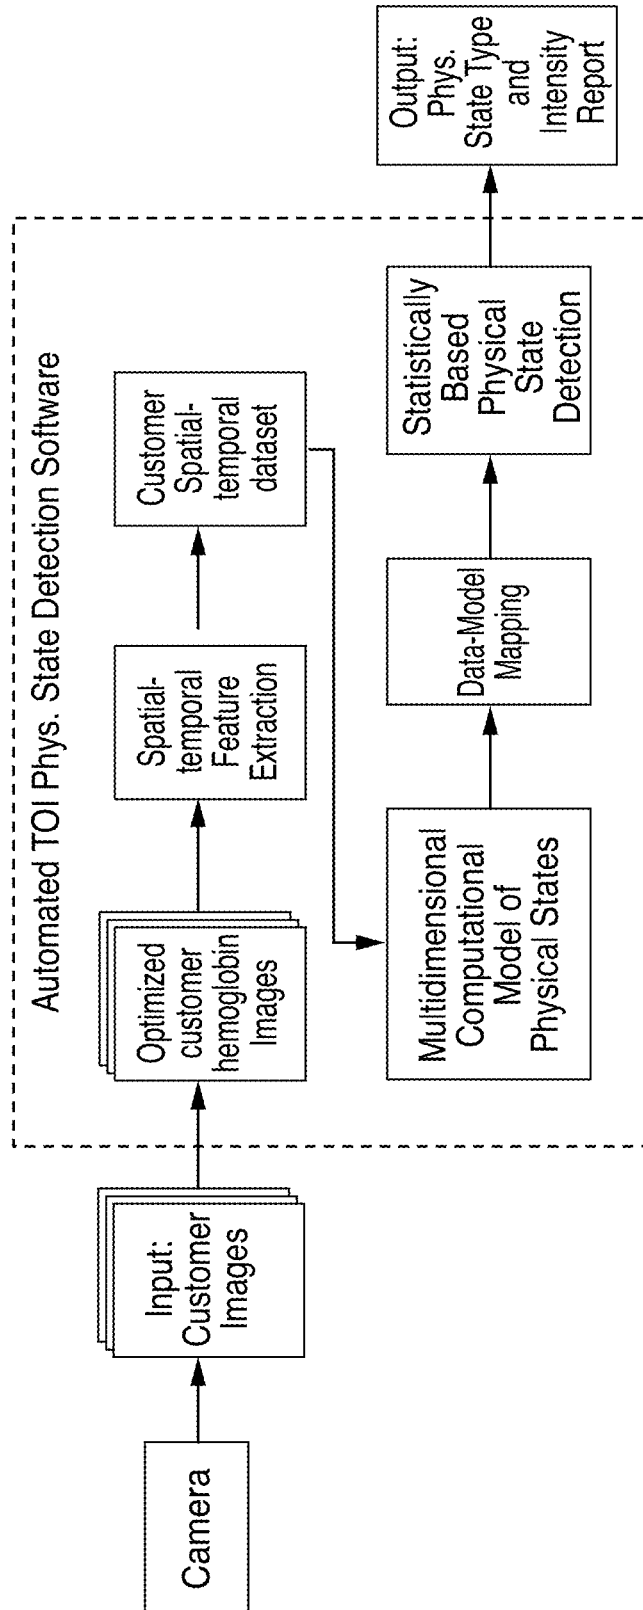 Automated TOI Phys. State Detection Software
Camera
Input:
Customer
Images
Optimized
customer
hemoglobin
Images
Spatial-
temporal
Feature
Extraction
Customer
Spatial-
temporal
dataset
Multidimensional
Computational
Model of
Physical States
Data-Model
Mapping
Statistically
Based
Physical
State
Detection
Output:
Phys.
State Type
and
Intensity
Report